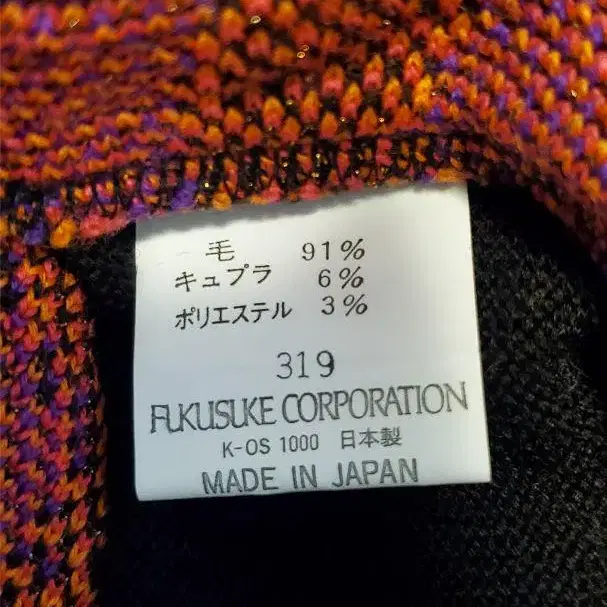 毛 91%
キュプラ 6%
ポリエステル 3%
319
FUKUSUKE CORPORATION
K-OS 1000 日本製
MADE IN JAPAN